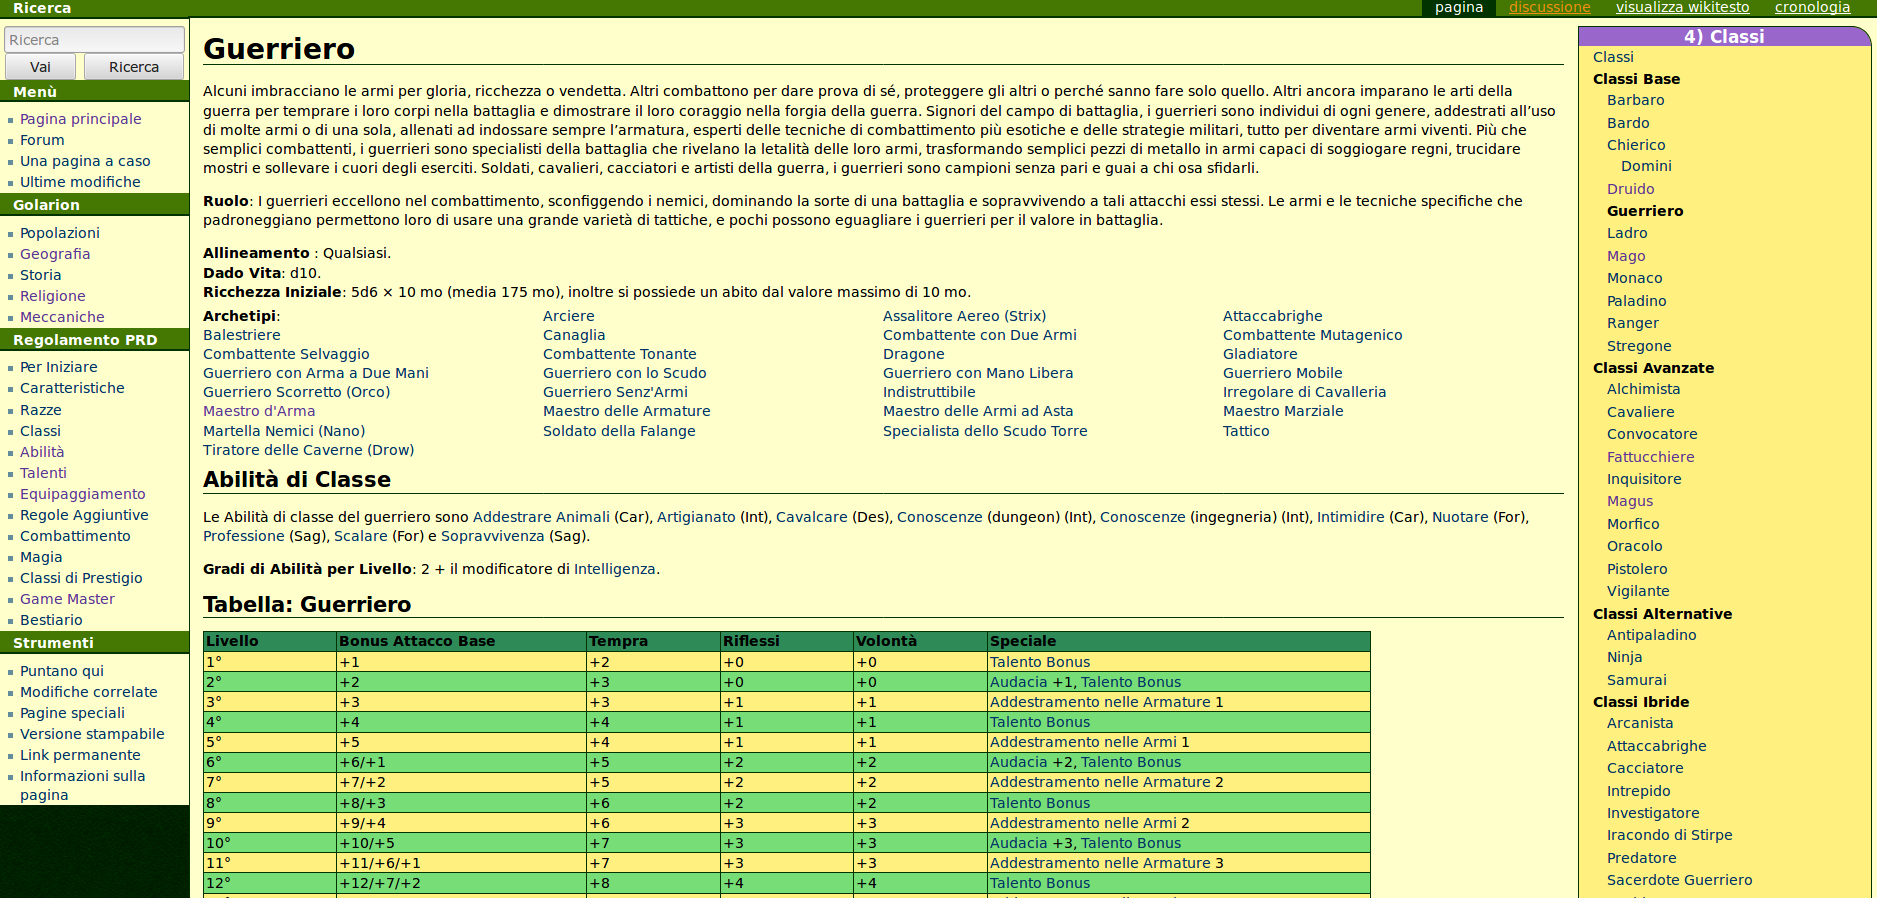 Ricerca
pagina discussione visualizza wikitesto cronologia
Ricerca
Vai Ricerca
Menù
Pagina principale
Forum
Una pagina a caso
Ultime modifiche
Golarion
Popolazioni
Geografia
Storia
Religione
Meccaniche
Regolamento PRD
Per Iniziare
Caratteristiche
Razze
Classi
Abilità
Talenti
Equipaggiamento
Regole Aggiuntive
Combattimento
Magia
Classi di Prestigio
Game Master
Bestiario
Strumenti
Puntano qui
Modifiche correlate
Pagine speciali
Versione stampabile
Link permanente
Informazioni sulla
pagina
Guerriero
Alcuni imbracciano le armi per gloria, ricchezza o vendetta. Altri combattono per dare prova di sé, proteggere gli altri o perché sanno fare solo quello. Altri ancora imparano le arti della
guerra per temprare i loro corpi nella battaglia e dimostrare il loro coraggio nella forgia della guerra. Signori del campo di battaglia, i guerrieri sono individui di ogni genere, addestrati all’uso
di molte armi o di una sola, allenati ad indossare sempre l’armatura, esperti delle tecniche di combattimento più esotiche e delle strategie militari, tutto per diventare armi viventi. Più che
semplici combattenti, i guerrieri sono specialisti della battaglia che rivelano la letalità delle loro armi, trasformando semplici pezzi di metallo in armi capaci di soggiogare regni, trucidare
mostri e sollevare i cuori degli eserciti. Soldati, cavalieri, cacciatori e artisti della guerra, i guerrieri sono campioni senza pari e guai a chi osa sfidarli.
Ruolo: I guerrieri eccellono nel combattimento, sconfiggendo i nemici, dominando la sorte di una battaglia e sopravvivendo a tali attacchi essi stessi. Le armi e le tecniche specifiche che
padroneggiano permettono loro di usare una grande varietà di tattiche, e pochi possono eguagliare i guerrieri per il valore in battaglia.
Allineamento : Qualsiasi.
Dado Vita: d10.
Ricchezza Iniziale: 5d6 × 10 mo (media 175 mo), inoltre si possiede un abito dal valore massimo di 10 mo.
Archetipi: Arciere Assalitore Aereo (Strix) Attaccabrighe
Balestriere Canaglia Combattente con Due Armi Combattente Mutagenico
Combattente Selvaggio Combattente Tonante Dragone Gladiatore
Guerriero con Arma a Due Mani Guerriero con lo Scudo Guerriero con Mano Libera Guerriero Mobile
Guerriero Scorretto (Orco) Guerriero Senz'Armi Indistruttibile Irregolare di Cavalleria
Maestro d'Arma Maestro delle Armature Maestro delle Armi ad Asta Maestro Marziale
Martella Nemici (Nano) Soldato della Falange Specialista dello Scudo Torre Tattico
Tiratore delle Caverne (Drow)
Abilità di Classe
Le Abilità di classe del guerriero sono Addestrare Animali (Car), Artigianato (Int), Cavalcare (Des), Conoscenze (dungeon) (Int), Conoscenze (ingegneria) (Int), Intimidire (Car), Nuotare (For),
Professione (Sag), Scalare (For) e Sopravvivenza (Sag).
Gradi di Abilità per Livello: 2 + il modificatore di Intelligenza.
Tabella: Guerriero
Livello Bonus Attacco Base Tempra Riflessi Volontà Speciale
1° +1 +2 +0 +0 Talento Bonus
2° +2 +3 +0 +0 Audacia +1, Talento Bonus
3° +3 +3 +1 +1 Addestramento nelle Armature 1
4° +4 +4 +1 +1 Talento Bonus
5° +5 +4 +1 +1 Addestramento nelle Armi 1
6° +6/+1 +5 +2 +2 Audacia +2, Talento Bonus
7° +7/+2 +5 +2 +2 Addestramento nelle Armature 2
8° +8/+3 +6 +2 +2 Talento Bonus
9° +9/+4 +6 +3 +3 Addestramento nelle Armi 2
10° +10/+5 +7 +3 +3 Audacia +3, Talento Bonus
11° +11/+6/+1 +7 +3 +3 Addestramento nelle Armature 3
12° +12/+7/+2 +8 +4 +4 Talento Bonus
4) Classi
Classi
Classi Base
Barbaro
Bardo
Chierico
Domini
Druido
Guerriero
Ladro
Mago
Monaco
Paladino
Ranger
Stregone
Classi Avanzate
Alchimista
Cavaliere
Convocatore
Fattucchiere
Inquisitore
Magus
Morfico
Oracolo
Pistolero
Vigilante
Classi Alternative
Antipaladino
Ninja
Samurai
Classi Ibride
Arcanista
Attaccabrighe
Cacciatore
Intrepido
Investigatore
Iracondo di Stirpe
Predatore
Sacerdote Guerriero